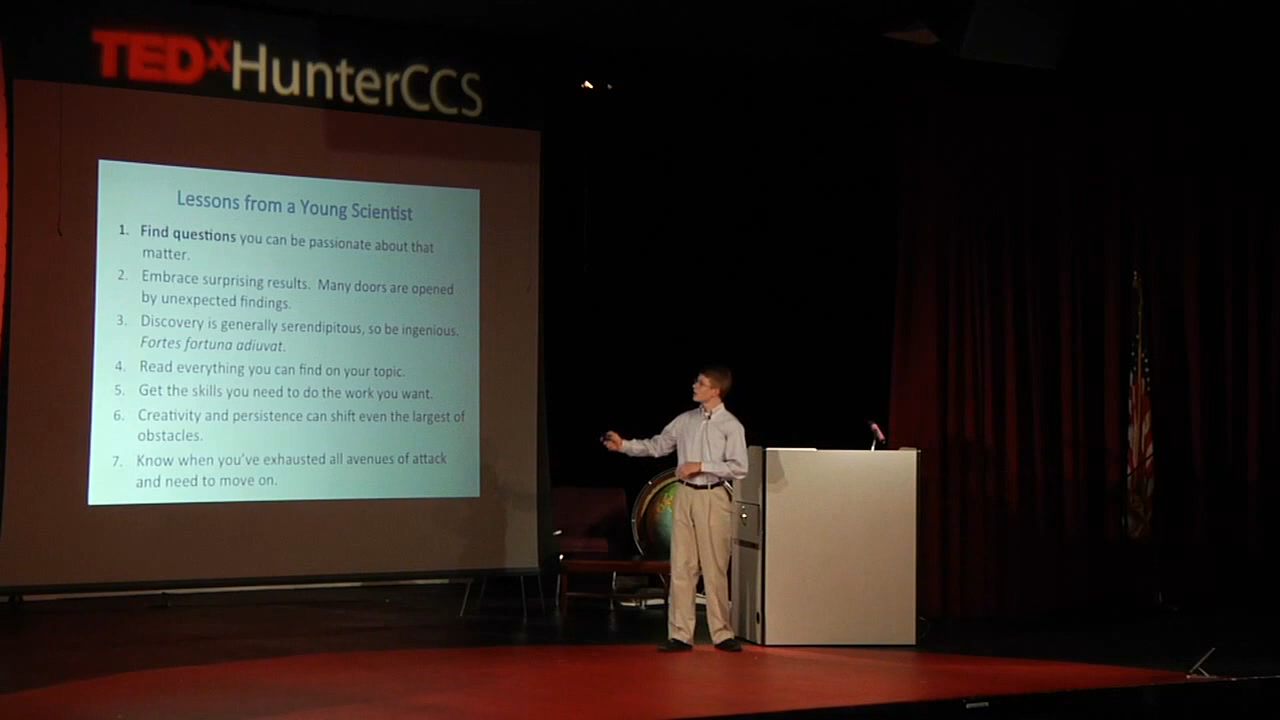 TEDxHunterCCS
Lessons from a Young Scientist
1. Find questions you can be passionate about that
matter.
2. Embrace surprising results. Many doors are opened
by unexpected findings.
3. Discovery is generally serendipitous, so be ingenious.
Fortes fortuna adiuvat.
4. Read everything you can find on your topic.
5. Get the skills you need to do the work you want.
6. Creativity and persistence can shift even the largest of
obstacles.
7. Know when you've exhausted all avenues of attack
and need to move on.